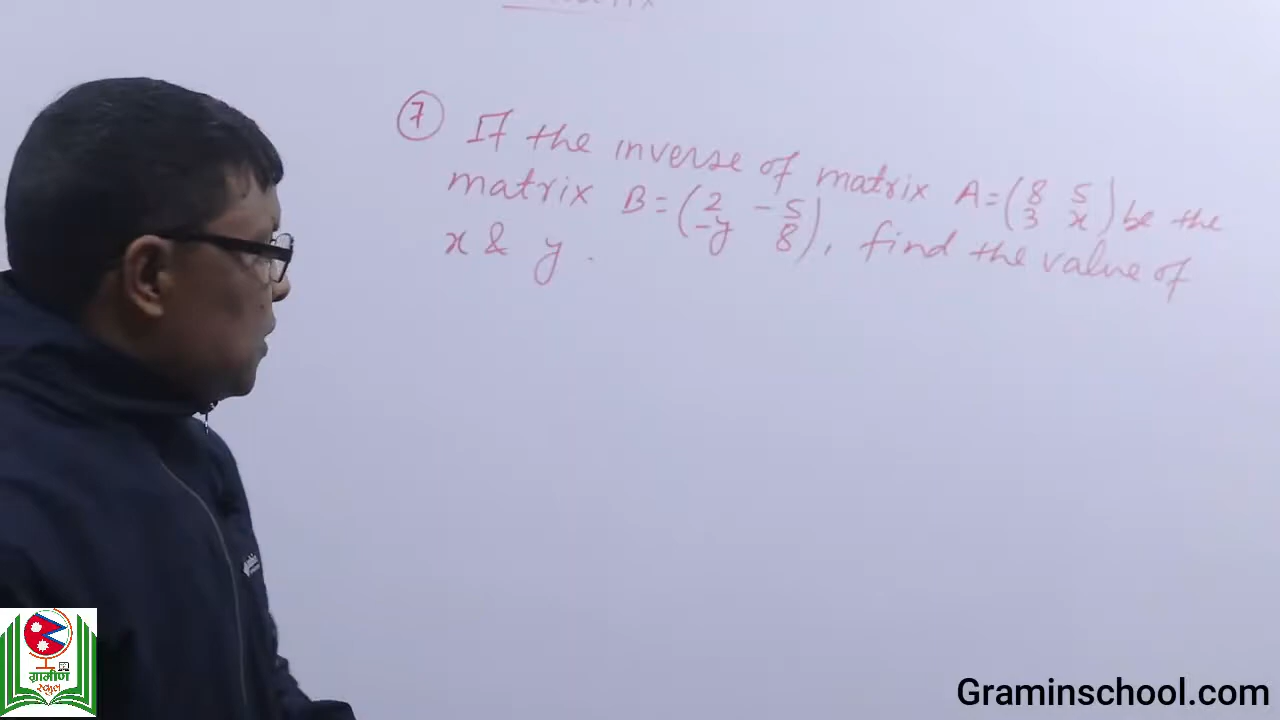 7 If the inverse of matrix A = (8 5 3 x) be the
matrix B = (2 -5 -y 8), find the value of
x & y.
ग्रामीण
स्कुल
Graminschool.com